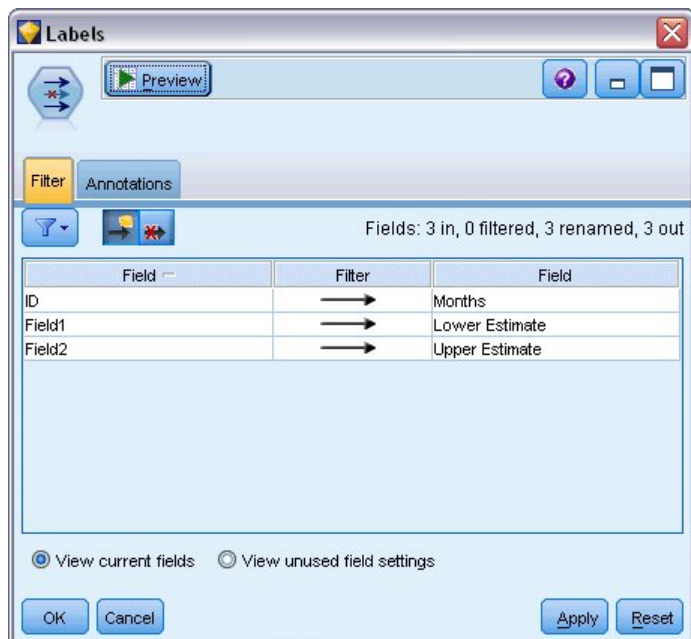 Labels
Preview
?
Filter
Annotations
Fields: 3 in, 0 filtered, 3 renamed, 3 out
Field Filter Field
ID Months
Field1 Lower Estimate
Field2 Upper Estimate
View current fields View unused field settings
OK Cancel Apply Reset